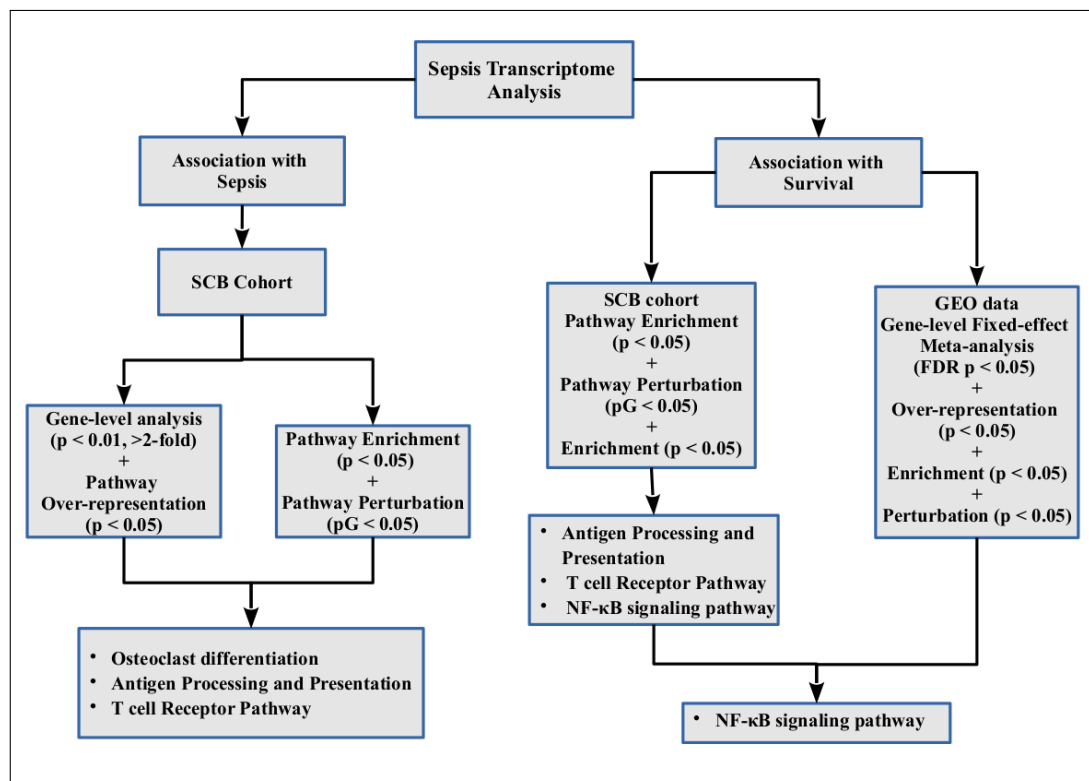 Sepsis Transcriptome
Analysis
Association with
Sepsis
Association with
Survival
SCB Cohort
SCB cohort
Pathway Enrichment
(p < 0.05)
+
Pathway Perturbation
(pG < 0.05)
+
Enrichment (p < 0.05)
GEO data
Gene-level Fixed-effect
Meta-analysis
(FDR p < 0.05)
+
Over-representation
(p < 0.05)
+
Enrichment (p < 0.05)
+
Perturbation (p < 0.05)
Gene-level analysis
(p < 0.01, >2-fold)
+
Pathway
Over-representation
(p < 0.05)
Pathway Enrichment
(p < 0.05)
+
Pathway Perturbation
(pG < 0.05)
• Antigen Processing and
Presentation
• T cell Receptor Pathway
• NF-κB signaling pathway
• Osteoclast differentiation
• Antigen Processing and Presentation
• T cell Receptor Pathway
• NF-κB signaling pathway